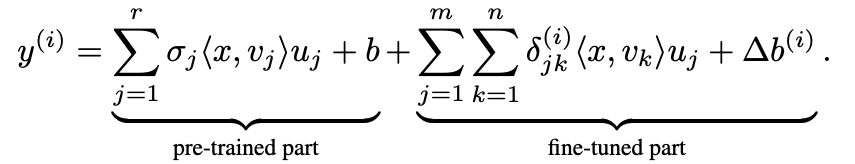 y^{(i)} = \sum_{j=1}^{r} \sigma_j \langle x, v_j \rangle u_j + b + \sum_{j=1}^{m} \sum_{k=1}^{n} \delta_{jk}^{(i)} \langle x, v_k \rangle u_j + \Delta b^{(i)} .
pre-trained part fine-tuned part